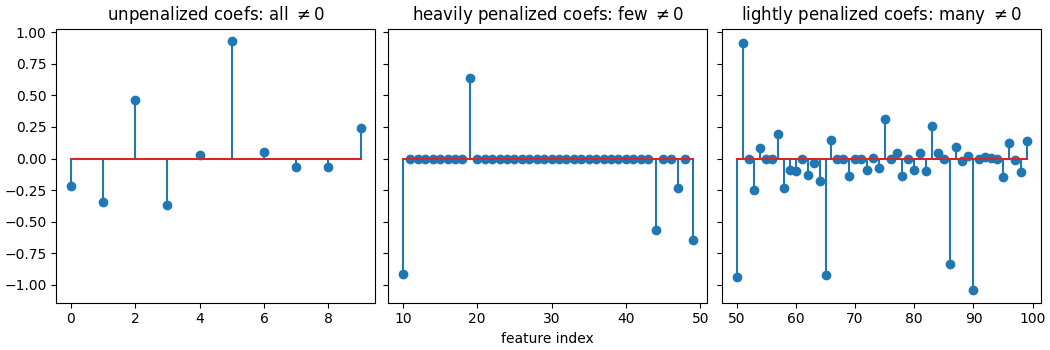 unpenalized coefs: all ≠0
heavily penalized coefs: few ≠0
lightly penalized coefs: many ≠0
1.00
0.75
0.50
0.25
0.00
−0.25
−0.50
−0.75
−1.00
0 2 4 6 8
10 20 30 40 50
50 60 70 80 90 100
feature index